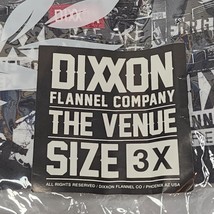 DIXXON
FLANNEL COMPANY
THE VENUE
SIZE 3X
ALL RIGHTS RESERVED / DIXXON FLANNEL CO / PHOENIX AZ USA